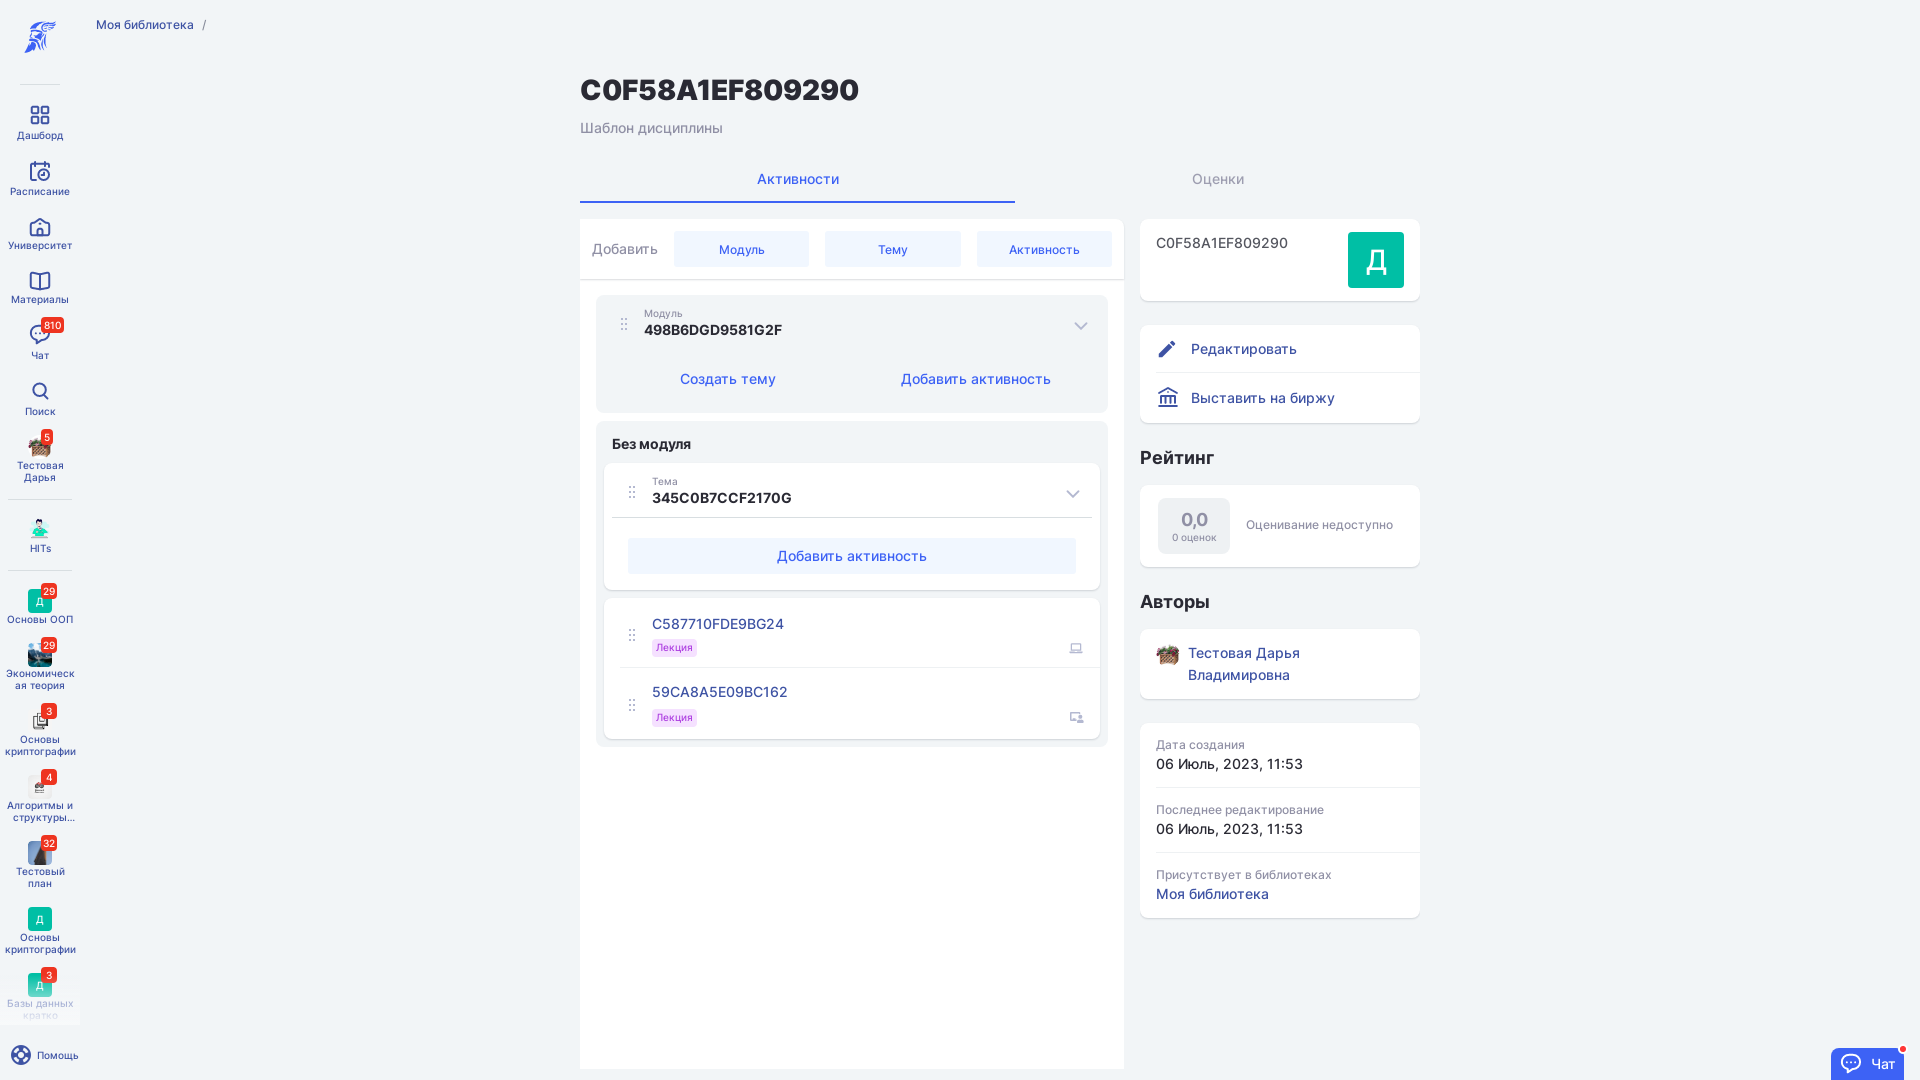 Моя библиотека /
C0F58A1EF809290
Шаблон дисциплины
Активности
Оценки
Добавить
Модуль
Тему
Активность
Модуль
498B6DGD9581G2F
Создать тему
Добавить активность
Без модуля
Тема
345C0B7CCF2170G
Добавить активность
C587710FDE9BG24
Лекция
59CA8A5E09BC162
Лекция
C0F58A1EF809290
Д
Редактировать
Выставить на биржу
Рейтинг
0,0
0 оценок
Оценивание недоступно
Авторы
Тестовая Дарья
Владимировна
Дата создания
06 Июль, 2023, 11:53
Последнее редактирование
06 Июль, 2023, 11:53
Присутствует в библиотеках
Моя библиотека
Дашборд
Расписание
Университет
Материалы
810
Чат
Поиск
5
Тестовая
Дарья
HITs
29
Д
Основы ООП
29
Экономическ
ая теория
3
Основы
криптографии
4
Алгоритмы и
структуры...
32
Тестовый
план
Д
Основы
криптографии
3
Д
Базы данных
кратко
Помощь
Чат